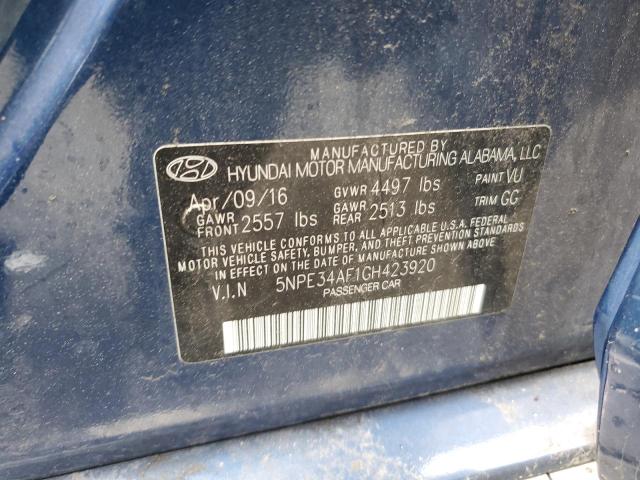 MANUFACTURED BY
HYUNDAI MOTOR MANUFACTURING ALABAMA, LLC
Apr/09/16 GVWR 4497 lbs PAINT VU
GAWR FRONT 2557 lbs GAWR REAR 2513 lbs TRIM GG
THIS VEHICLE CONFORMS TO ALL APPLICABLE U.S.A. FEDERAL
MOTOR VEHICLE SAFETY, BUMPER, AND THEFT PREVENTION
STANDARDS IN EFFECT ON THE DATE OF MANUFACTURE
SHOWN ABOVE.
V.I.N 5NPE34AF1GH423920
PASSENGER CAR